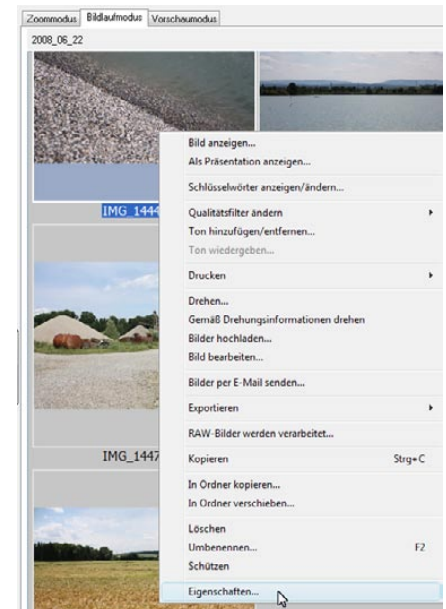 Zoommodus Bildlaufmodus Vorschaumodus
2008_06_22
Bild anzeigen...
Als Präsentation anzeigen...
Schlüsselwörter anzeigen/ändern...
IMG_1444
Qualitätsfilter ändern
Ton hinzufügen/entfernen...
Ton wiedergeben...
Drucken
Drehen...
Gemäß Drehungsinformationen drehen
Bilder hochladen...
Bild bearbeiten...
Bilder per E-Mail senden...
Exportieren
RAW-Bilder werden verarbeitet...
IMG_1447
Kopieren Strg+C
In Ordner kopieren...
In Ordner verschieben...
Löschen
Umbenennen... F2
Schützen
Eigenschaften...